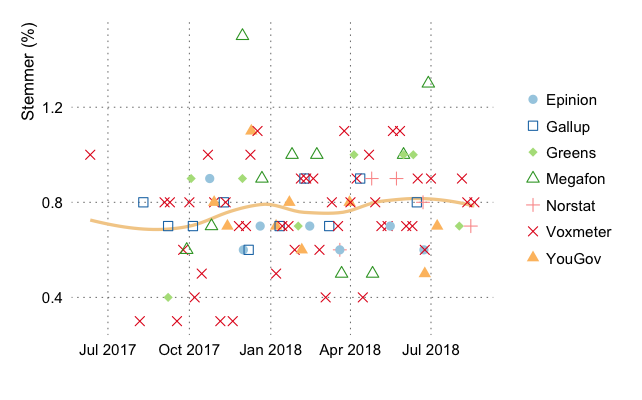 Stemmer (%)
1.2
0.8
0.4
Jul 2017
Oct 2017
Jan 2018
Apr 2018
Jul 2018
Epinion
Gallup
Greens
Megafon
Norstat
Voxmeter
YouGov